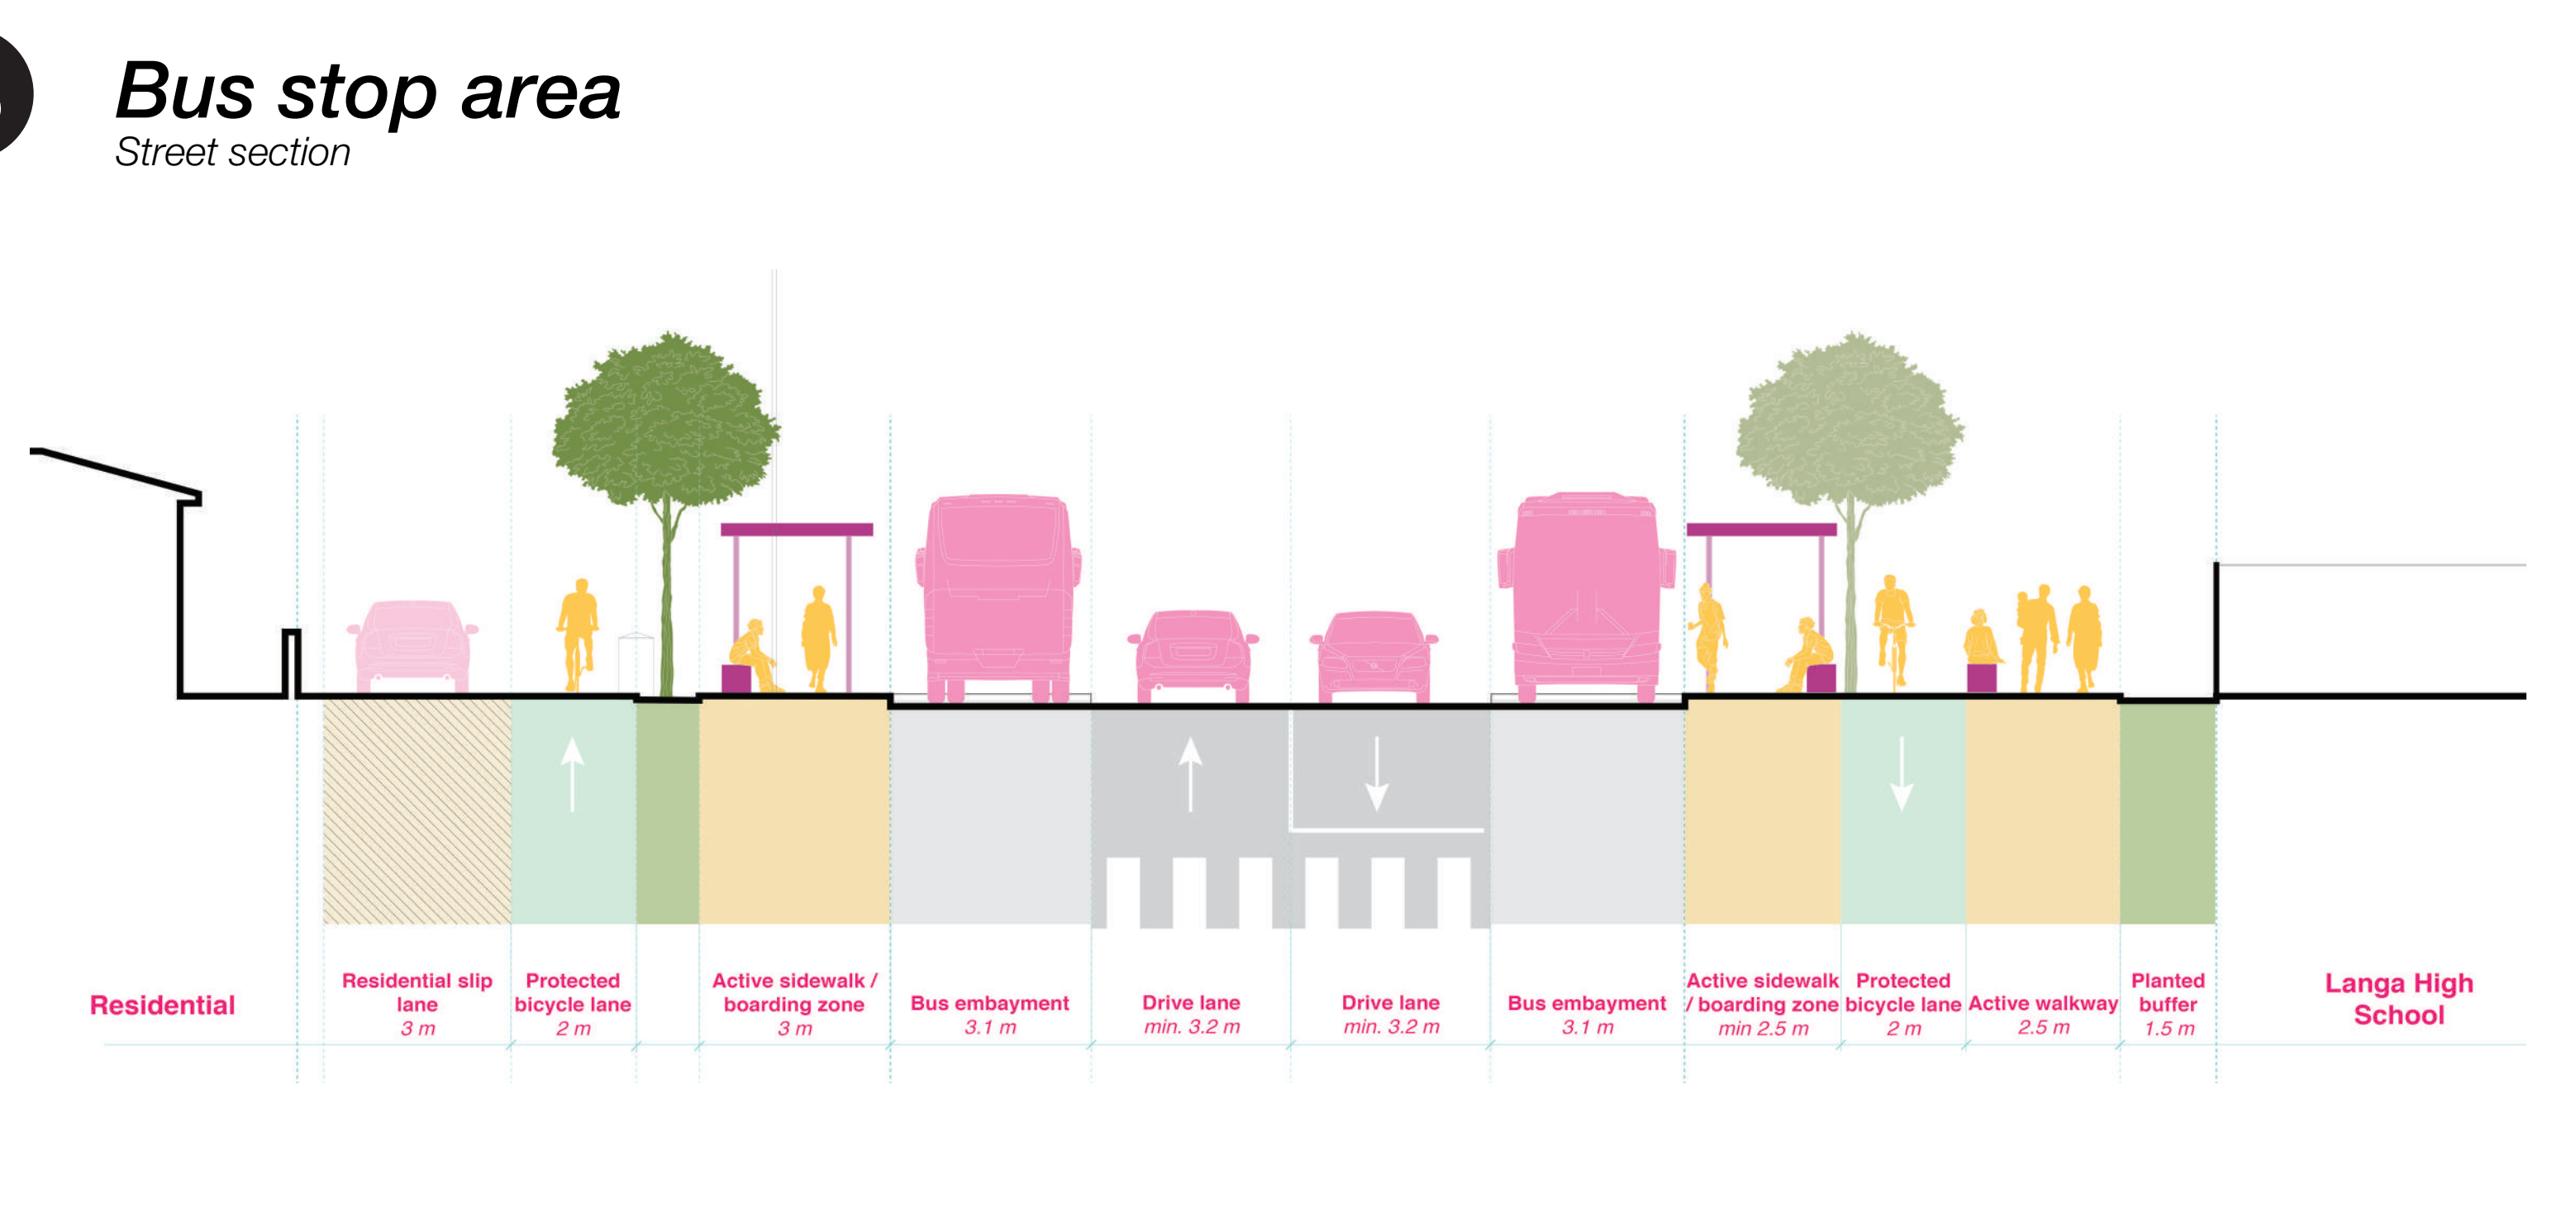 Bus stop area
Street section
Residential
Residential slip
lane
3 m
Protected
bicycle lane
2 m
Active sidewalk /
boarding zone
3 m
Bus embayment
3.1 m
Drive lane
min. 3.2 m
Drive lane
min. 3.2 m
Bus embayment
3.1 m
Active sidewalk
/ boarding zone
min 2.5 m
Protected
bicycle lane
2 m
Active walkway
2.5 m
Planted
buffer
1.5 m
Langa High
School